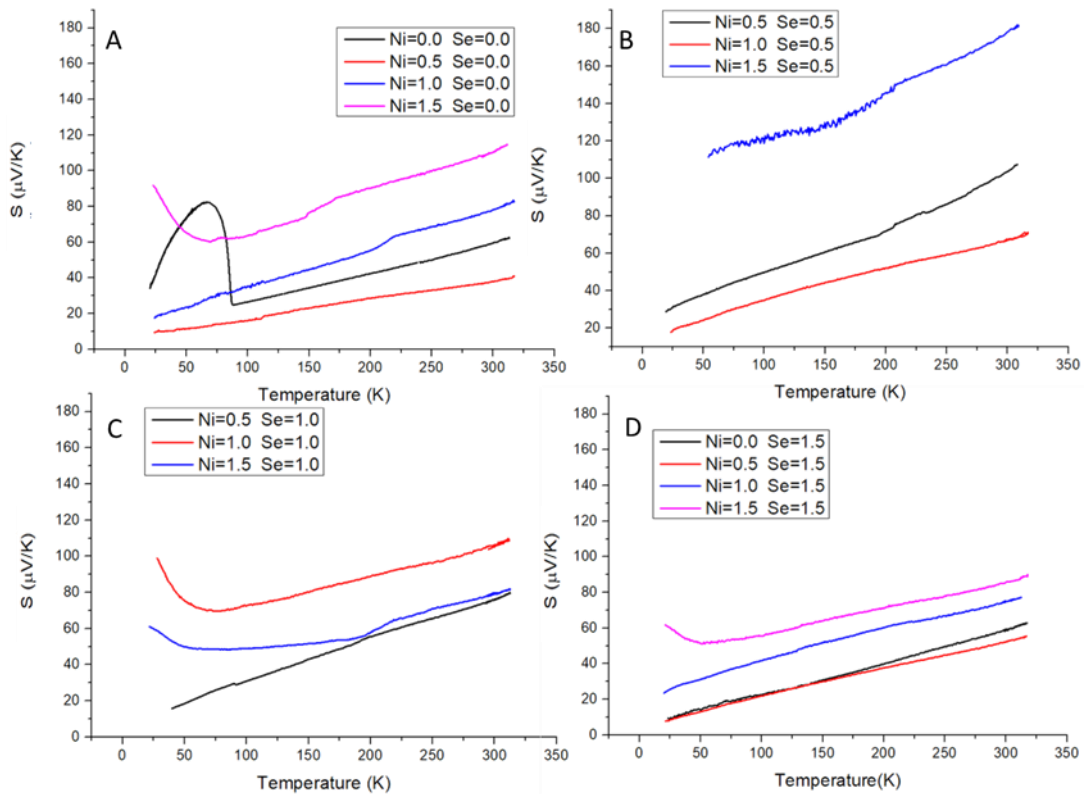 A
Ni=0.0 Se=0.0
Ni=0.5 Se=0.0
Ni=1.0 Se=0.0
Ni=1.5 Se=0.0
180
160
140
120
100
80
60
40
20
0
S (µV/K)
0 50 100 150 200 250 300 350
Temperature (K)
B
Ni=0.5 Se=0.5
Ni=1.0 Se=0.5
Ni=1.5 Se=0.5
180
160
140
120
100
80
60
40
20
S (µV/K)
0 50 100 150 200 250 300 350
Temperature (K)
C
Ni=0.5 Se=1.0
Ni=1.0 Se=1.0
Ni=1.5 Se=1.0
180
160
140
120
100
80
60
40
20
0
S (µV/K)
0 50 100 150 200 250 300 350
Temperature (K)
D
Ni=0.0 Se=1.5
Ni=0.5 Se=1.5
Ni=1.0 Se=1.5
Ni=1.5 Se=1.5
180
160
140
120
100
80
60
40
20
0
S (µV/K)
0 50 100 150 200 250 300 350
Temperature(K)